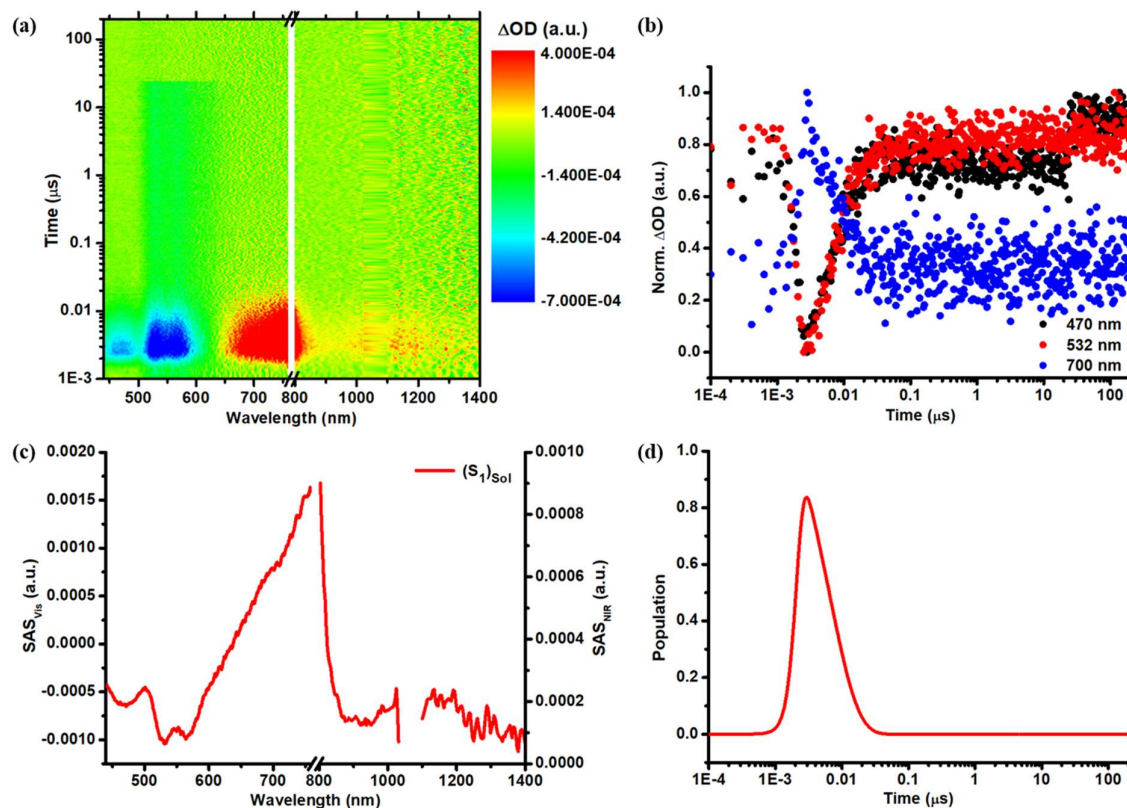 (a)
ΔOD (a.u.)
4.000E-04
1.400E-04
-1.400E-04
-4.200E-04
-7.000E-04
100
10
1
0.1
0.01
1E-3
Time (μs)
500 600 700 800 1000 1200 1400
Wavelength (nm)
(b)
1.0
0.8
0.6
0.4
0.2
0.0
Norm. ΔOD (a.u.)
470 nm
532 nm
700 nm
1E-4 1E-3 0.01 0.1 1 10 100
Time (μs)
(c)
(S1)Sol
0.0020
0.0015
0.0010
0.0005
0.0000
-0.0005
-0.0010
SASVis (a.u.)
0.0010
0.0008
0.0006
0.0004
0.0002
0.0000
SASNIR (a.u.)
500 600 700 800 1000 1200 1400
Wavelength (nm)
(d)
1.0
0.8
0.6
0.4
0.2
0.0
Population
1E-4 1E-3 0.01 0.1 1 10 100
Time (μs)